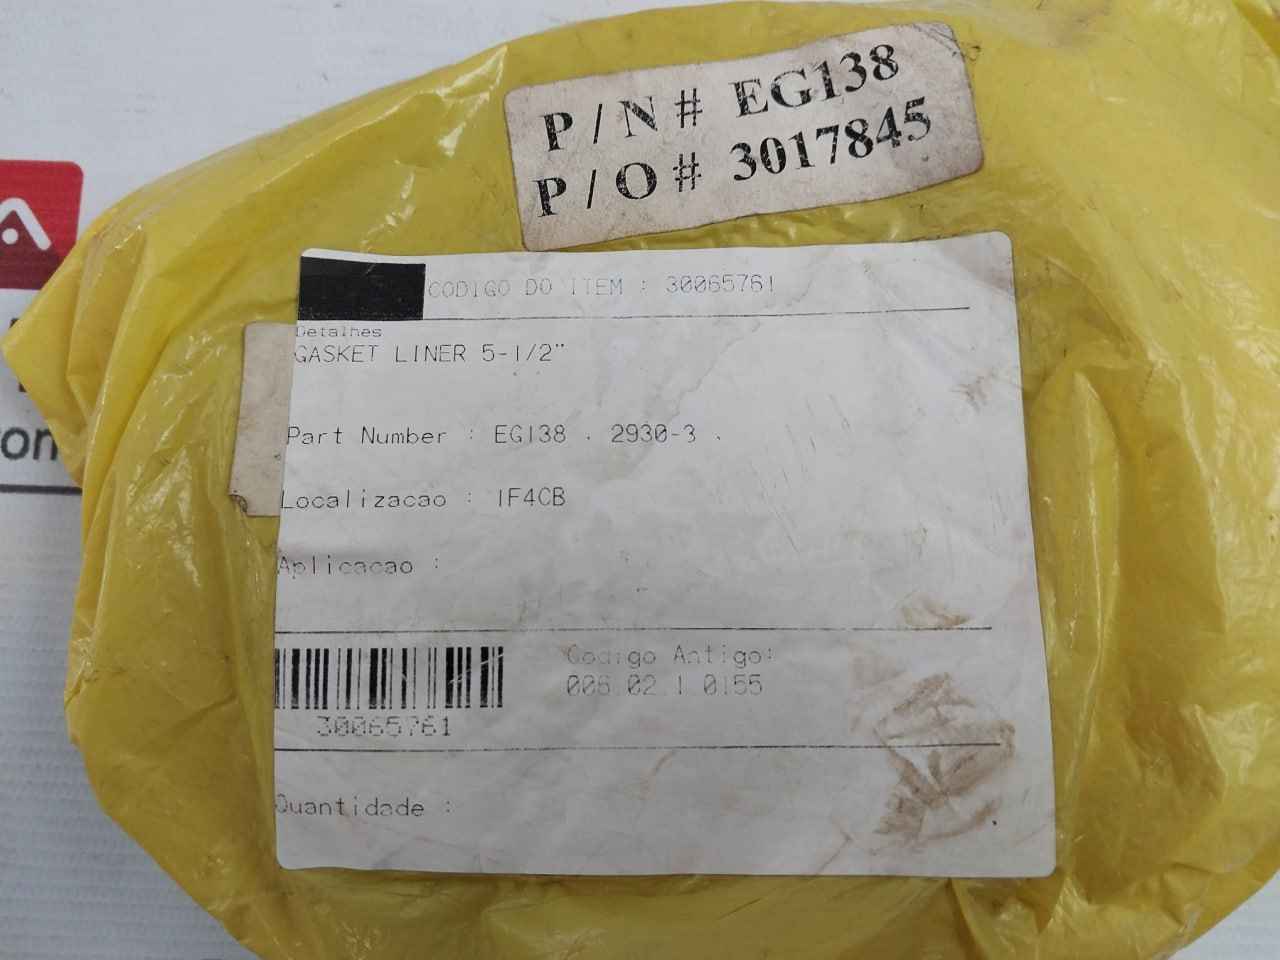 P/N # EG138
P/O# 3017845
CODIGO DO ITEM : 30065761
Detalhes
GASKET LINER 5-1/2"
Part Number : EG138 . 2930-3 .
Localizacao : 1F4CB
Aplicacao :
Codigo Antigo:
006.02.1.0155
30065761
Quantidade :